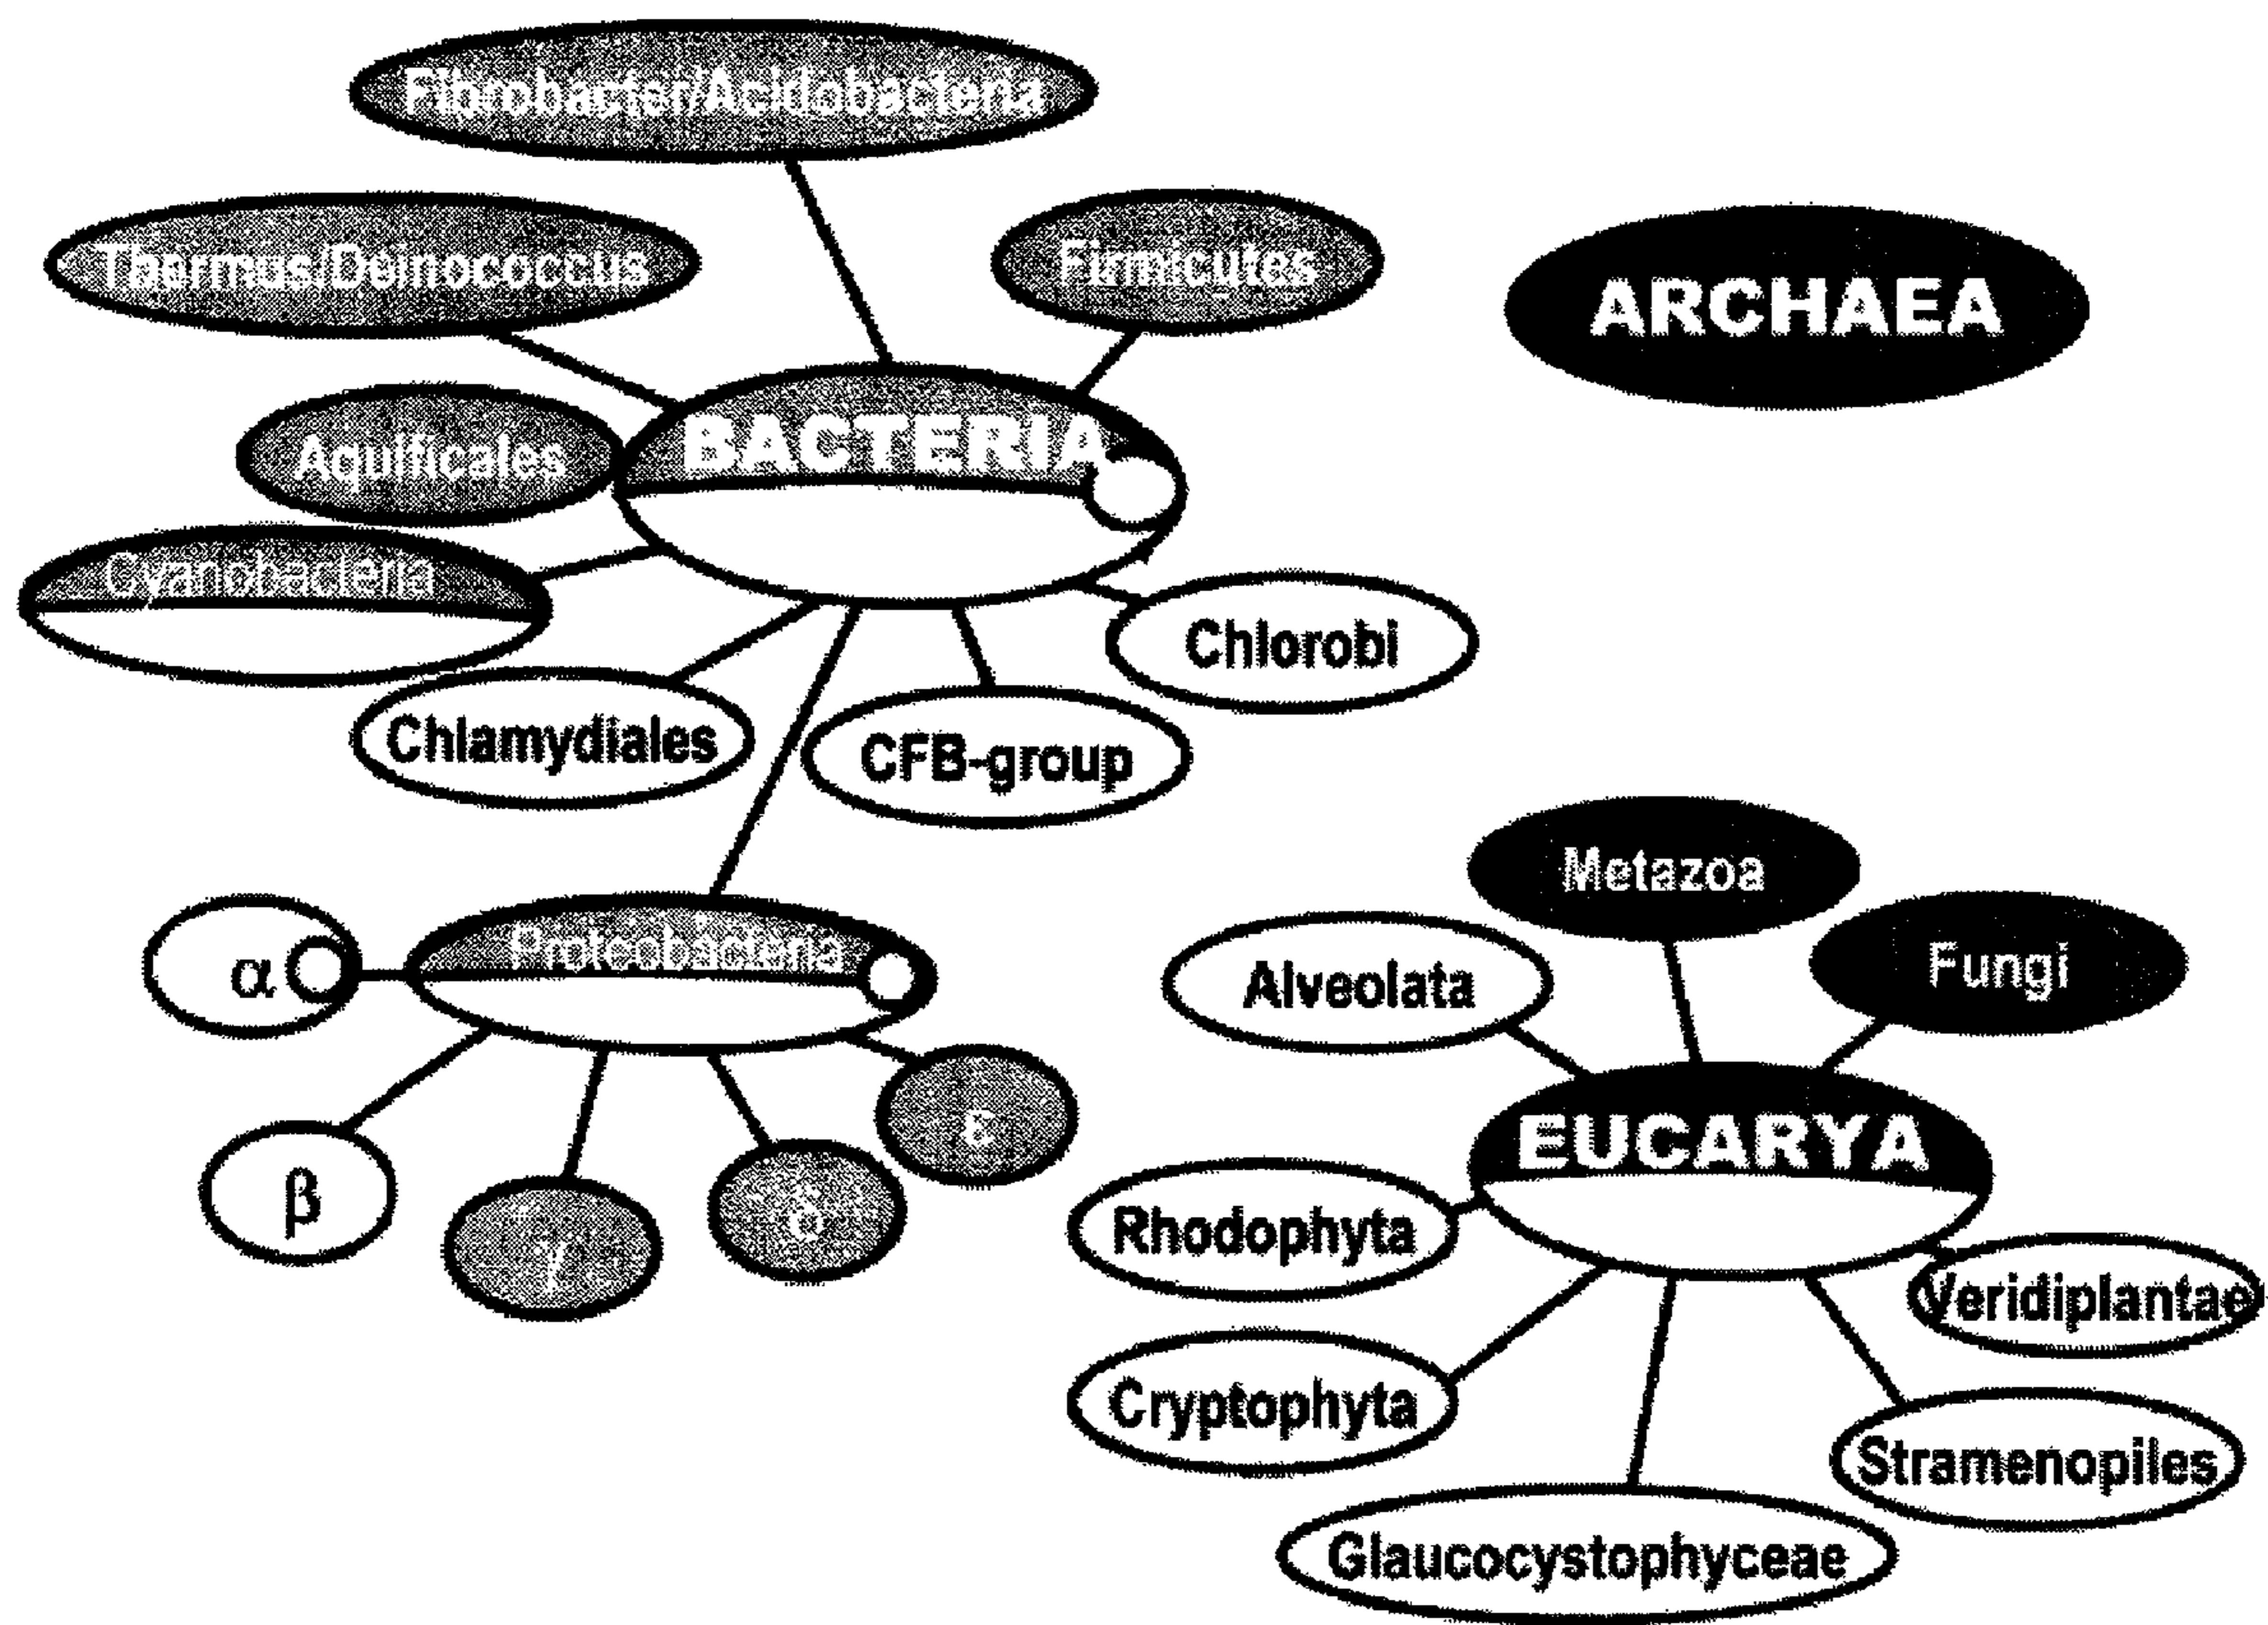 Fibrobacter/Acidobacteria
Thermus/Deinococcus
Firmicutes
ARCHAEA
BACTERIA
Aquificales
Cyanobacteria
Chlorobi
Chlamydiales
CFB-group
Metazoa
Fungi
Alveolata
α
Proteobacteria
ε
EUCARYA
β
γ
δ
Rhodophyta
Veridiplantae
Cryptophyta
Stramenopiles
Glaucocystophyceae